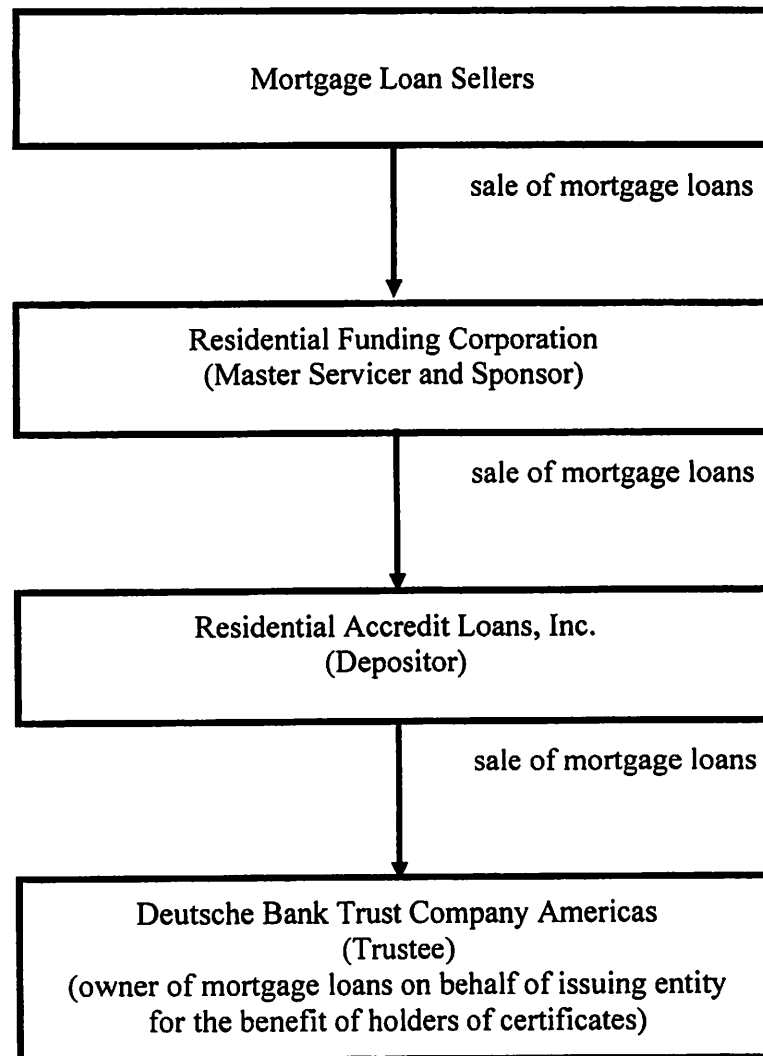 Mortgage Loan Sellers
sale of mortgage loans
Residential Funding Corporation
(Master Servicer and Sponsor)
sale of mortgage loans
Residential Accredit Loans, Inc.
(Depositor)
sale of mortgage loans
Deutsche Bank Trust Company Americas
(Trustee)
(owner of mortgage loans on behalf of issuing entity
for the benefit of holders of certificates)